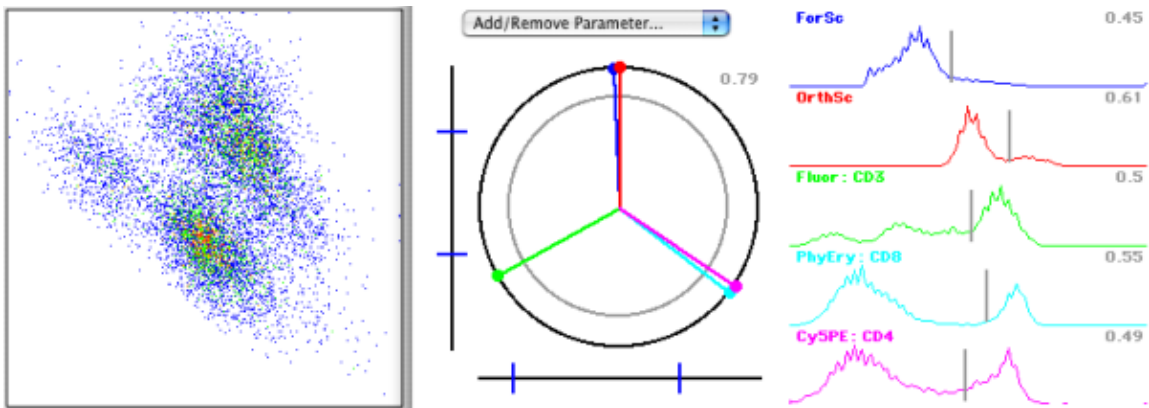 Add/Remove Parameter...
0.79
ForSc 0.45
OrthSc 0.61
Fluor: CD3 0.5
PhyEry: CD8 0.55
Cy5PE: CD4 0.49